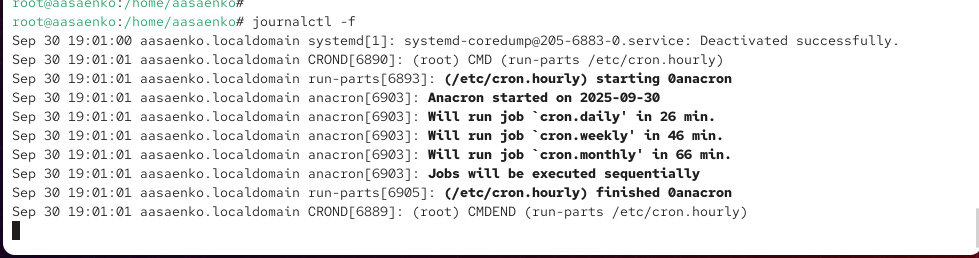 root@aasaenko:/home/aasaenko#
root@aasaenko:/home/aasaenko# journalctl -f
Sep 30 19:01:00 aasaenko.localdomain systemd[1]: systemd-coredump@205-6883-0.service: Deactivated successfully.
Sep 30 19:01:01 aasaenko.localdomain CROND[6890]: (root) CMD (run-parts /etc/cron.hourly)
Sep 30 19:01:01 aasaenko.localdomain run-parts[6893]: (/etc/cron.hourly) starting 0anacron
Sep 30 19:01:01 aasaenko.localdomain anacron[6903]: Anacron started on 2025-09-30
Sep 30 19:01:01 aasaenko.localdomain anacron[6903]: Will run job `cron.daily' in 26 min.
Sep 30 19:01:01 aasaenko.localdomain anacron[6903]: Will run job `cron.weekly' in 46 min.
Sep 30 19:01:01 aasaenko.localdomain anacron[6903]: Will run job `cron.monthly' in 66 min.
Sep 30 19:01:01 aasaenko.localdomain anacron[6903]: Jobs will be executed sequentially
Sep 30 19:01:01 aasaenko.localdomain run-parts[6905]: (/etc/cron.hourly) finished 0anacron
Sep 30 19:01:01 aasaenko.localdomain CROND[6889]: (root) CMDEND (run-parts /etc/cron.hourly)